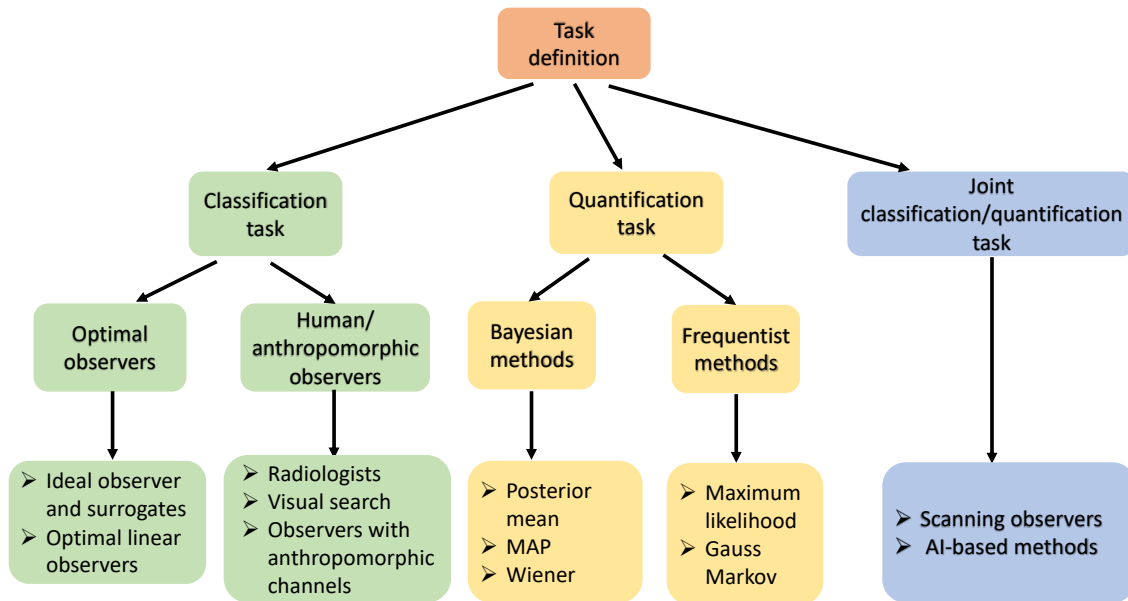 Task
definition
Classification
task
Quantification
task
Joint
classification/quantification
task
Optimal
observers
Human/
anthropomorphic
observers
Bayesian
methods
Frequentist
methods
➢ Ideal observer
and surrogates
➢ Optimal linear
observers
➢ Radiologists
➢ Visual search
➢ Observers with
anthropomorphic
channels
➢ Posterior
mean
➢ MAP
➢ Wiener
➢ Maximum
likelihood
➢ Gauss
Markov
➢ Scanning observers
➢ AI-based methods